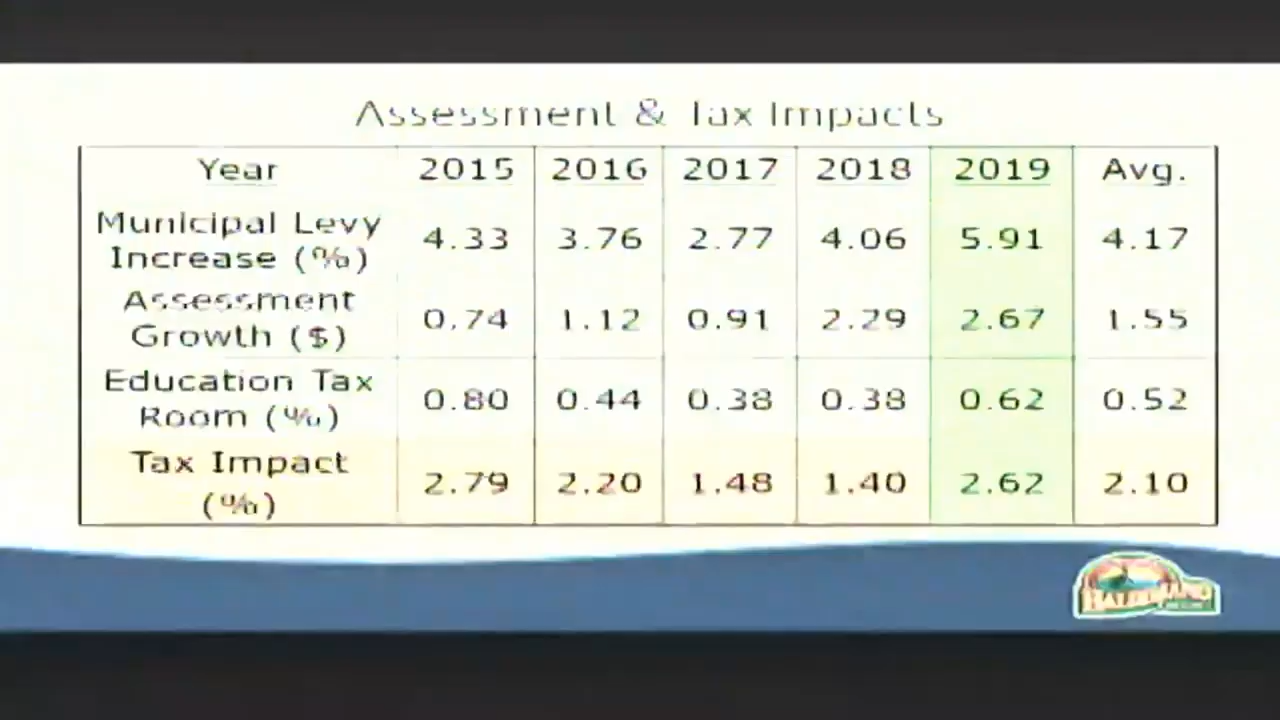 Assessment & Tax Impacts
Year 2015 2016 2017 2018 2019 Avg.
Municipal Levy
Increase (%) 4.33 3.76 2.77 4.06 5.91 4.17
Assessment
Growth ($) 0.74 1.12 0.91 2.29 2.67 1.55
Education Tax
Room (%) 0.80 0.44 0.38 0.38 0.62 0.52
Tax Impact
(%) 2.79 2.20 1.48 1.40 2.62 2.10
HALDIMAND